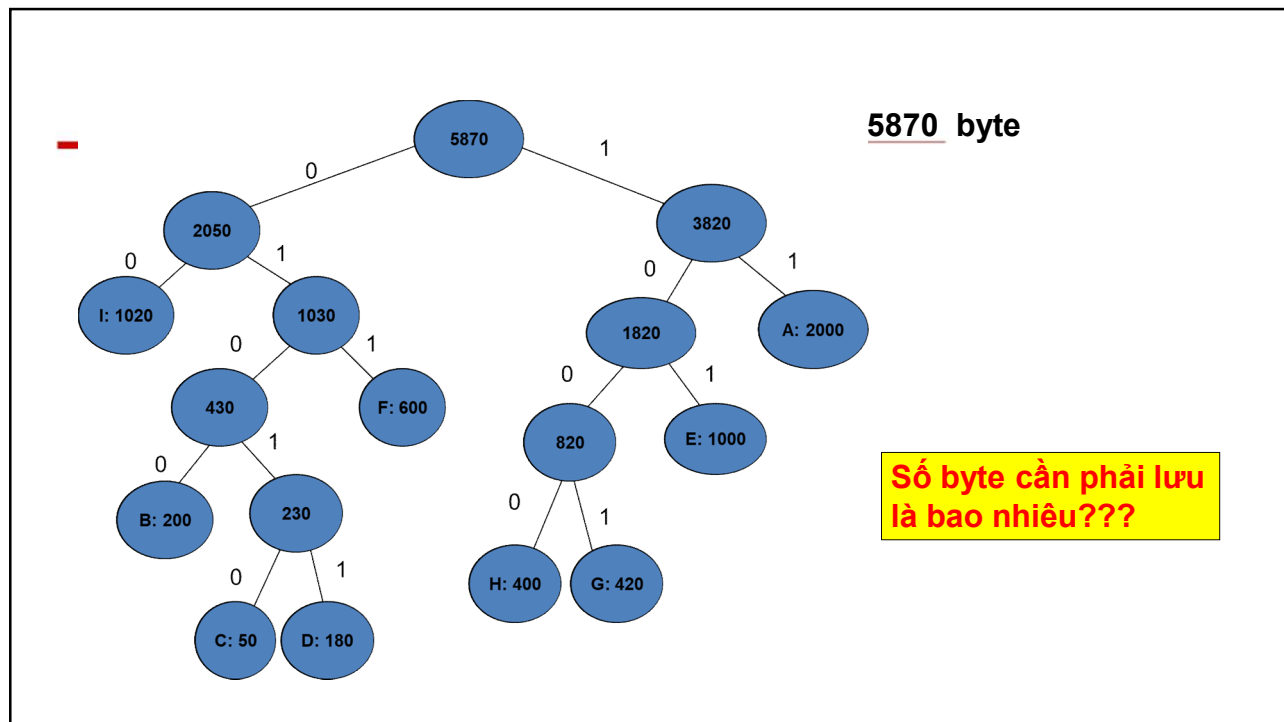 5870 byte
5870
0
1
2050
3820
0
1
0
1
I: 1020
1030
1820
A: 2000
0
1
0
1
430
F: 600
820
E: 1000
0
1
0
1
B: 200
230
Số byte cần phải lưu
là bao nhiêu???
0
1
H: 400
G: 420
C: 50
D: 180